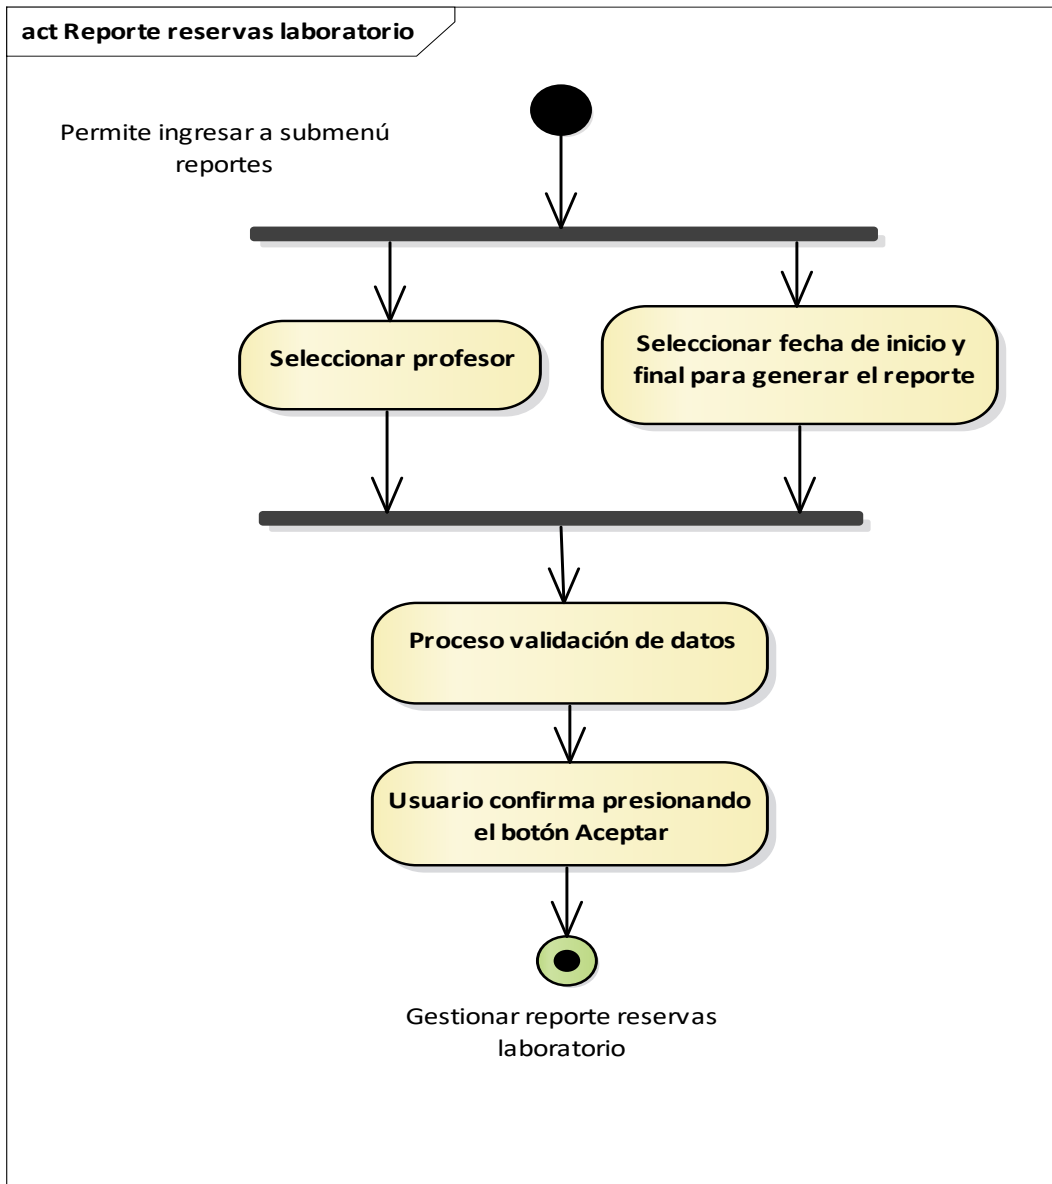 act Reporte reservas laboratorio
Permite ingresar a submenú
reportes
Seleccionar profesor
Seleccionar fecha de inicio y
final para generar el reporte
Proceso validación de datos
Usuario confirma presionando
el botón Aceptar
Gestionar reporte reservas
laboratorio